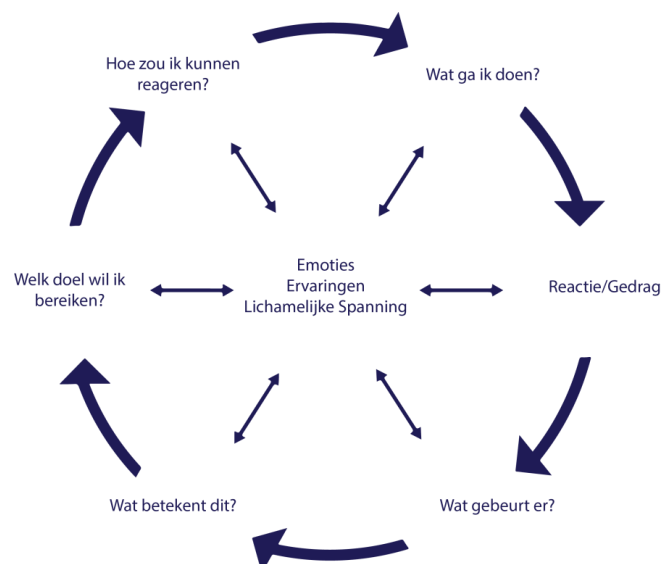 Hoe zou ik kunnen
reageren?
Wat ga ik doen?
Welk doel wil ik
bereiken?
Emoties
Ervaringen
Lichamelijke Spanning
Reactie/Gedrag
Wat betekent dit?
Wat gebeurt er?